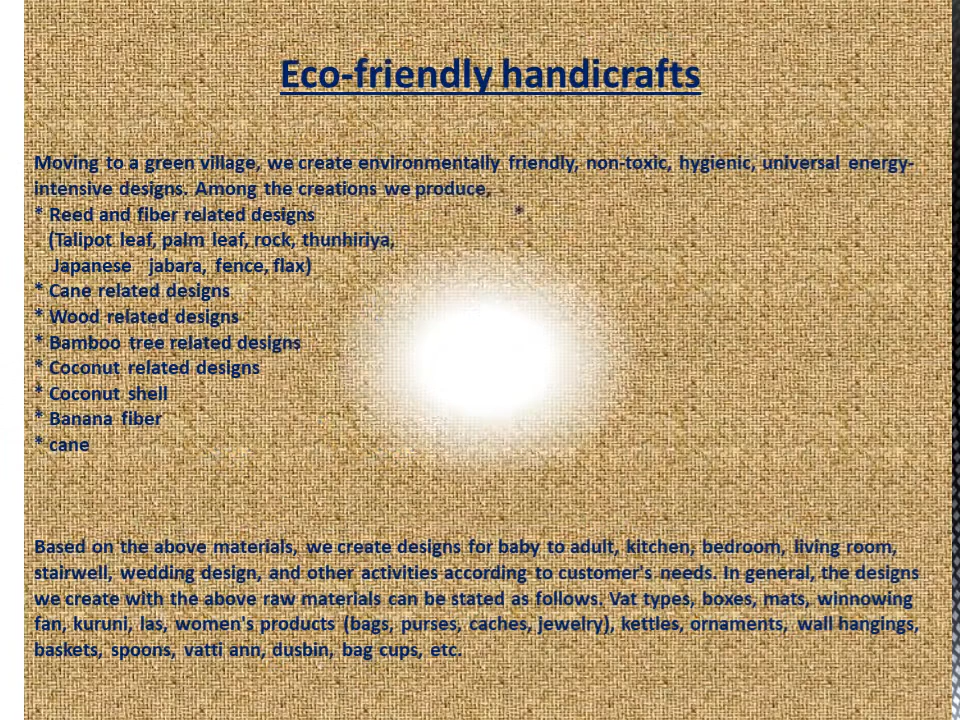 Eco-friendly handicrafts
Moving to a green village, we create environmentally friendly, non-toxic, hygienic, universal energy-
intensive designs. Among the creations we produce,
* Reed and fiber related designs *
(Talipot leaf, palm leaf, rock, thunhiriya,
Japanese jabara, fence, flax)
* Cane related designs
* Wood related designs
* Bamboo tree related designs
* Coconut related designs
* Coconut shell
* Banana fiber
* cane
Based on the above materials, we create designs for baby to adult, kitchen, bedroom, living room,
stairwell, wedding design, and other activities according to customer's needs. In general, the designs
we create with the above raw materials can be stated as follows. Vat types, boxes, mats, winnowing
fan, kuruni, las, women's products (bags, purses, caches, jewelry), kettles, ornaments, wall hangings,
baskets, spoons, vatti ann, dusbin, bag cups, etc.